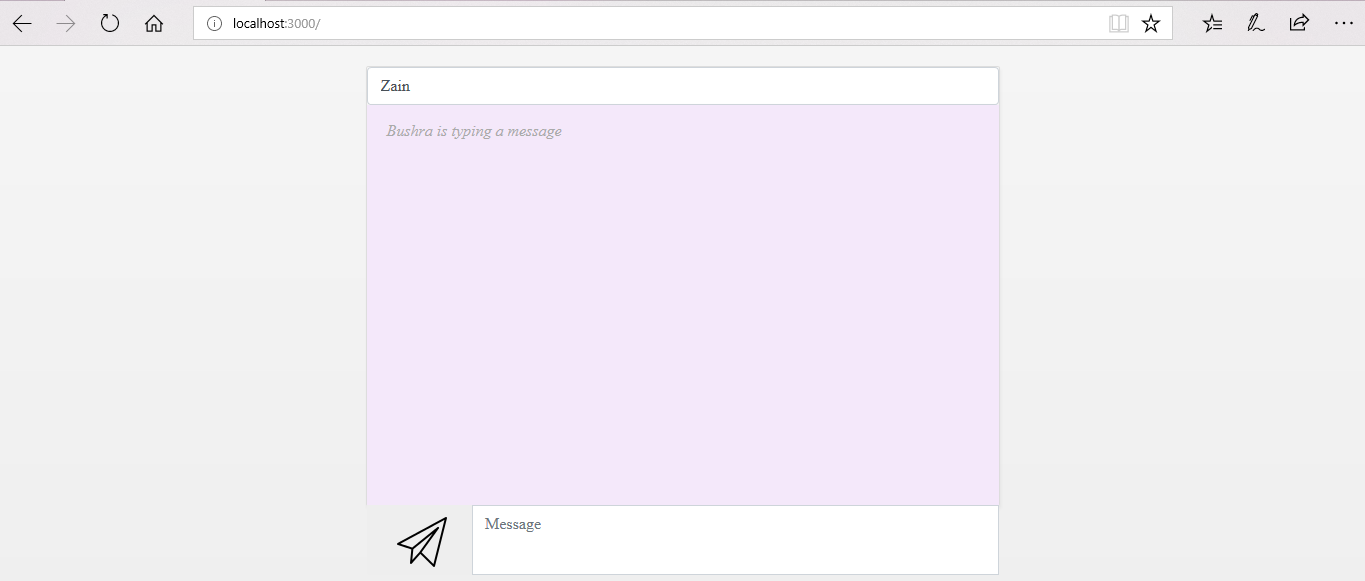 localhost:3000/
Zain
Bushra is typing a message
Message